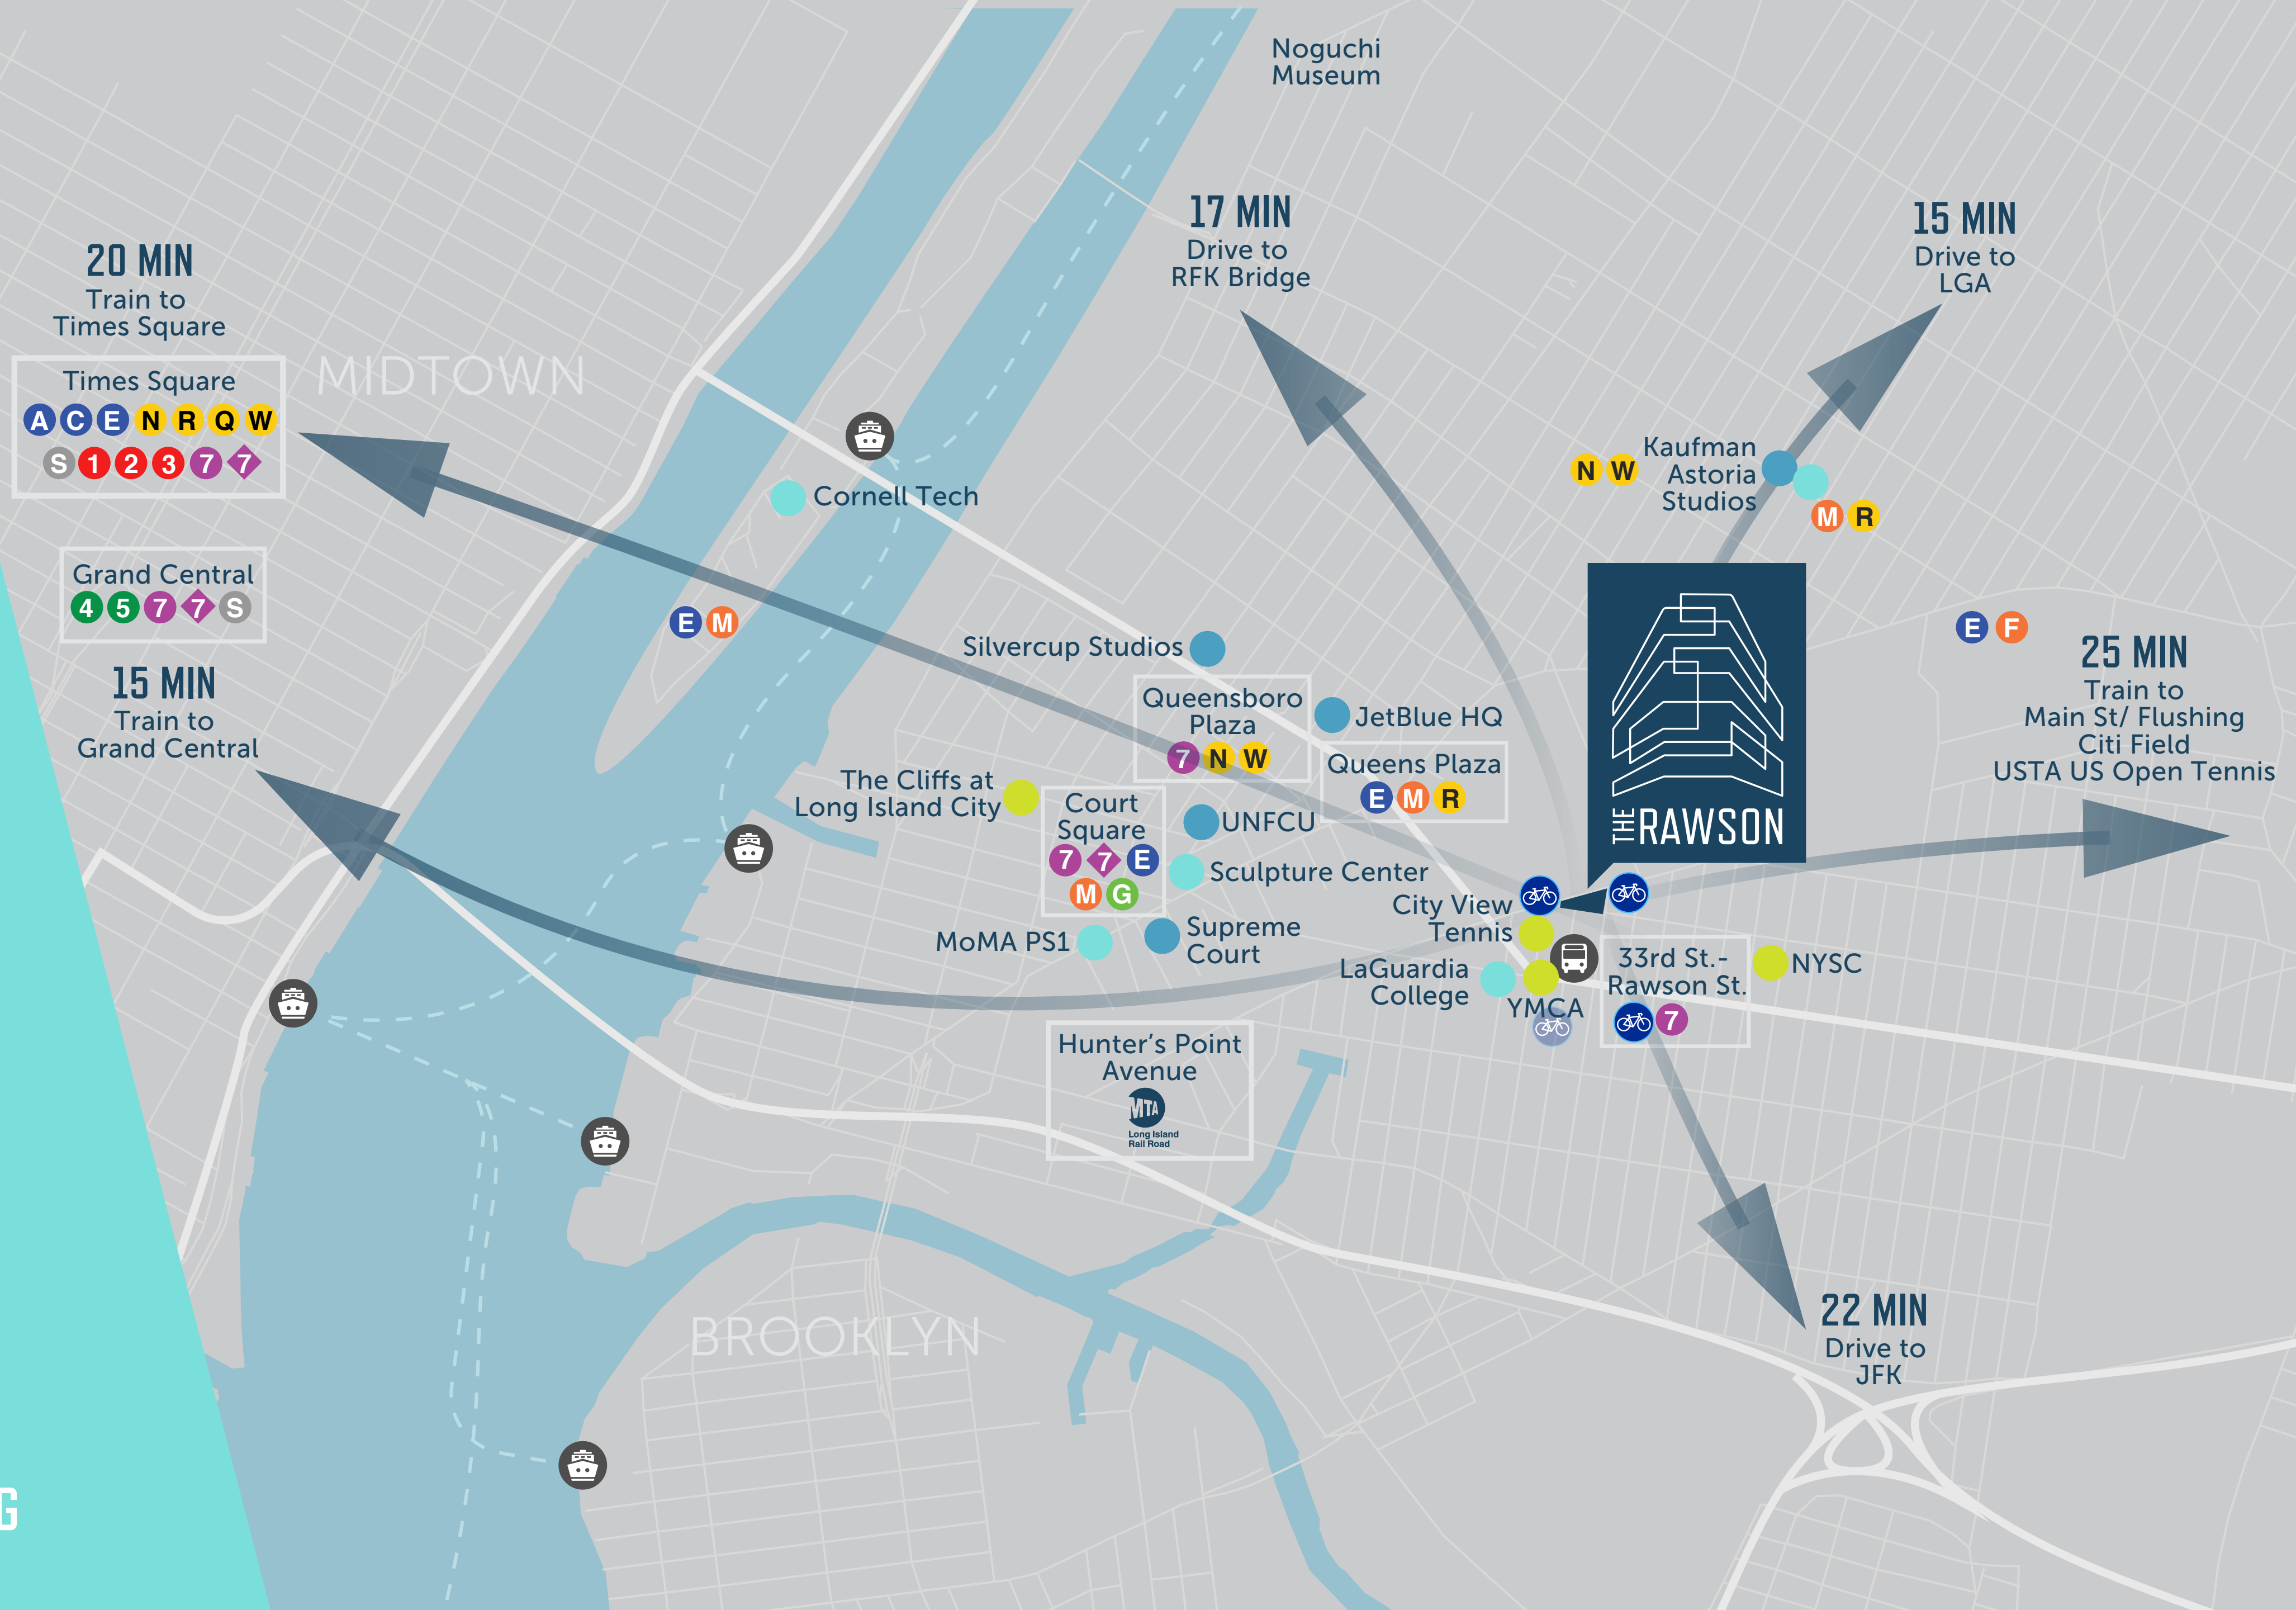 Noguchi
Museum
17 MIN
Drive to
RFK Bridge
15 MIN
Drive to
LGA
20 MIN
Train to
Times Square
Times Square
A C E N R Q W
S 1 2 3 7 7
MIDTOWN
Grand Central
4 5 7 7 S
15 MIN
Train to
Grand Central
Cornell Tech
E M
N W
Kaufman
Astoria
Studios
M R
E F
25 MIN
Train to
Main St/ Flushing
Citi Field
USTA US Open Tennis
THE RAWSON
Silvercup Studios
Queensboro
Plaza
7 N W
JetBlue HQ
Queens Plaza
E M R
The Cliffs at
Long Island City
Court
Square
7 7 E
M G
UNFCU
Sculpture Center
MoMA PS1
Supreme
Court
City View
Tennis
LaGuardia
College
YMCA
33rd St.-
Rawson St.
7
NYSC
Hunter’s Point
Avenue
MTA
Long Island
Rail Road
BROOKLYN
22 MIN
Drive to
JFK
G